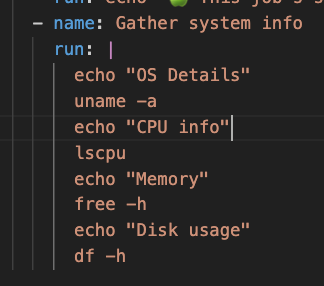 run: echo "🍏 This job's s
- name: Gather system info
run: |
echo "OS Details"
uname -a
echo "CPU info"
lscpu
echo "Memory"
free -h
echo "Disk usage"
df -h